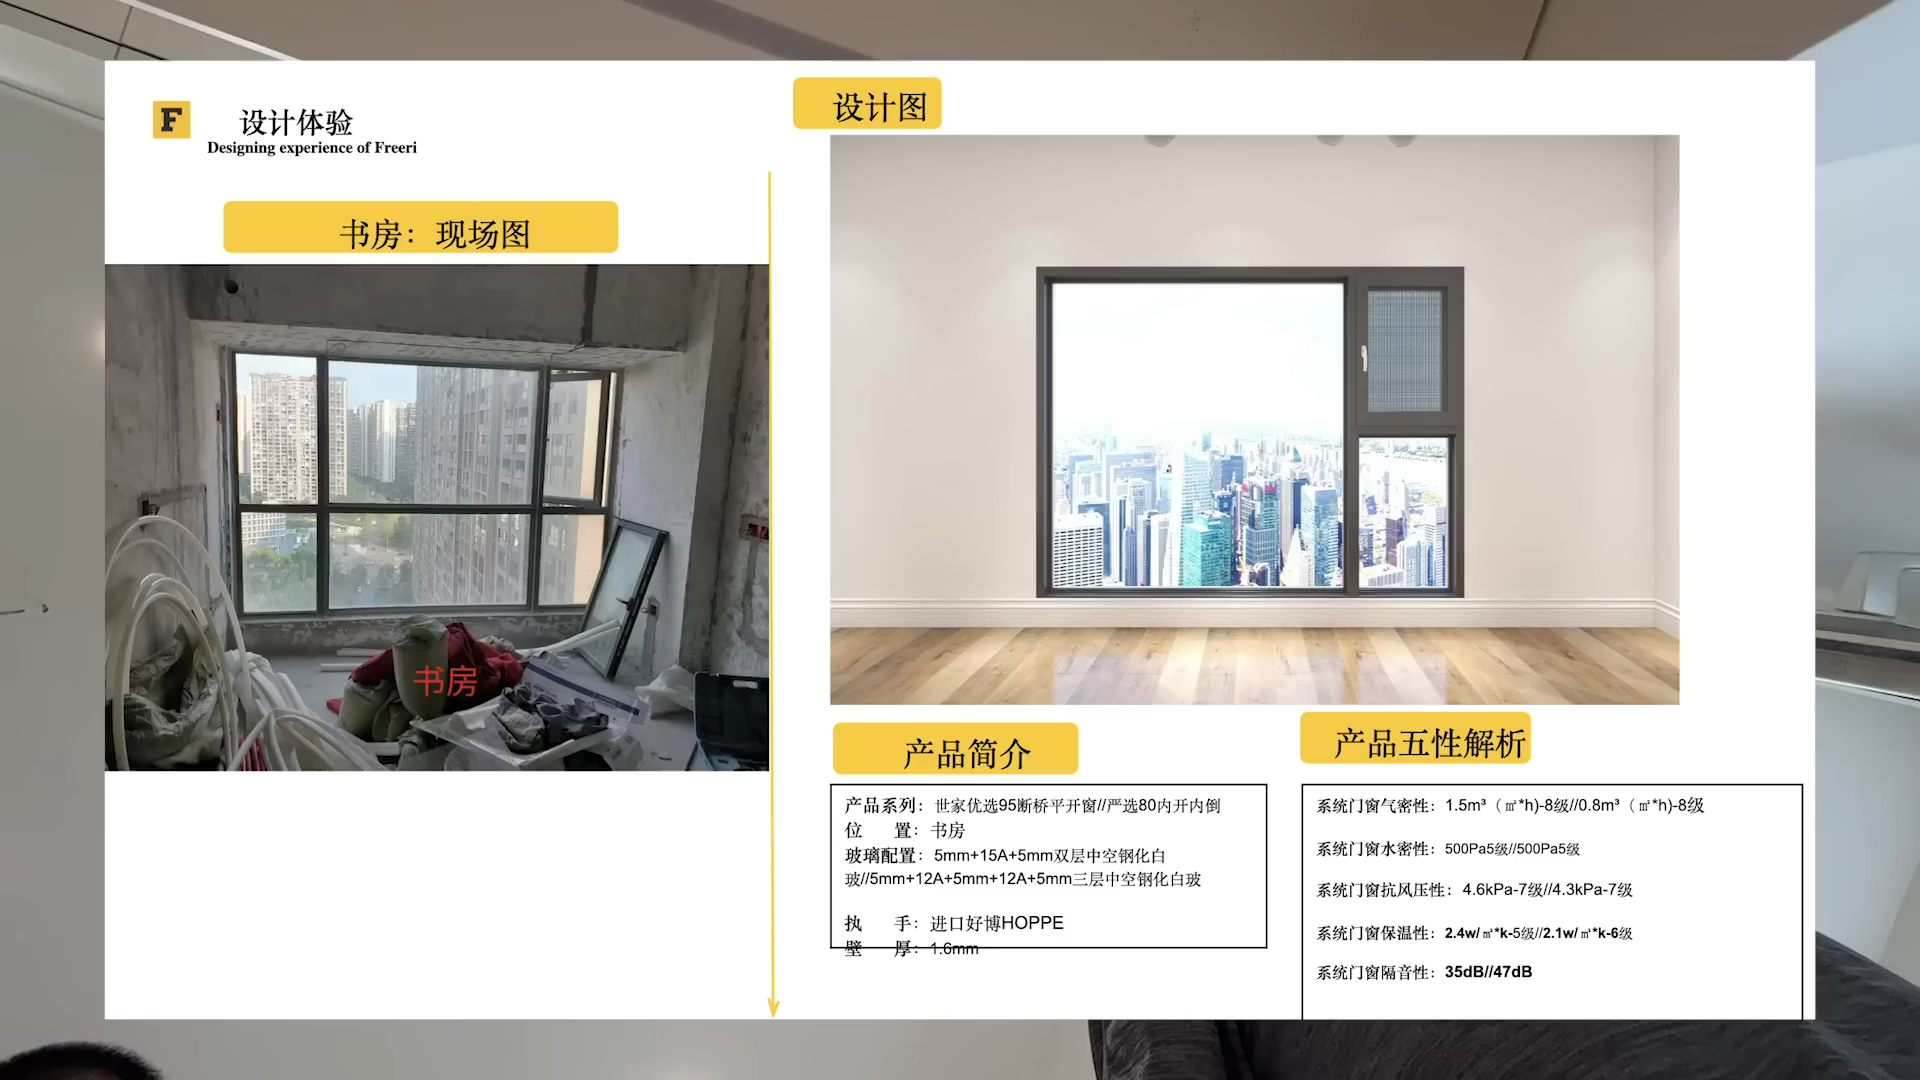 F
设计体验
Designing experience of Freeri
书房：现场图
书房
设计图
产品简介
产品系列：世家优选95断桥平开窗//严选80内开内倒
位 置：书房
玻璃配置：5mm+15A+5mm双层中空钢化白
玻//5mm+12A+5mm+12A+5mm三层中空钢化白玻
执 手：进口好博HOPPE
壁 厚：1.6mm
产品五性解析
系统门窗气密性：1.5m³（㎡*h)-8级//0.8m³（㎡*h)-8级
系统门窗水密性：500Pa5级//500Pa5级
系统门窗抗风压性：4.6kPa-7级//4.3kPa-7级
系统门窗保温性：2.4w/㎡*k-5级//2.1w/㎡*k-6级
系统门窗隔音性：35dB//47dB